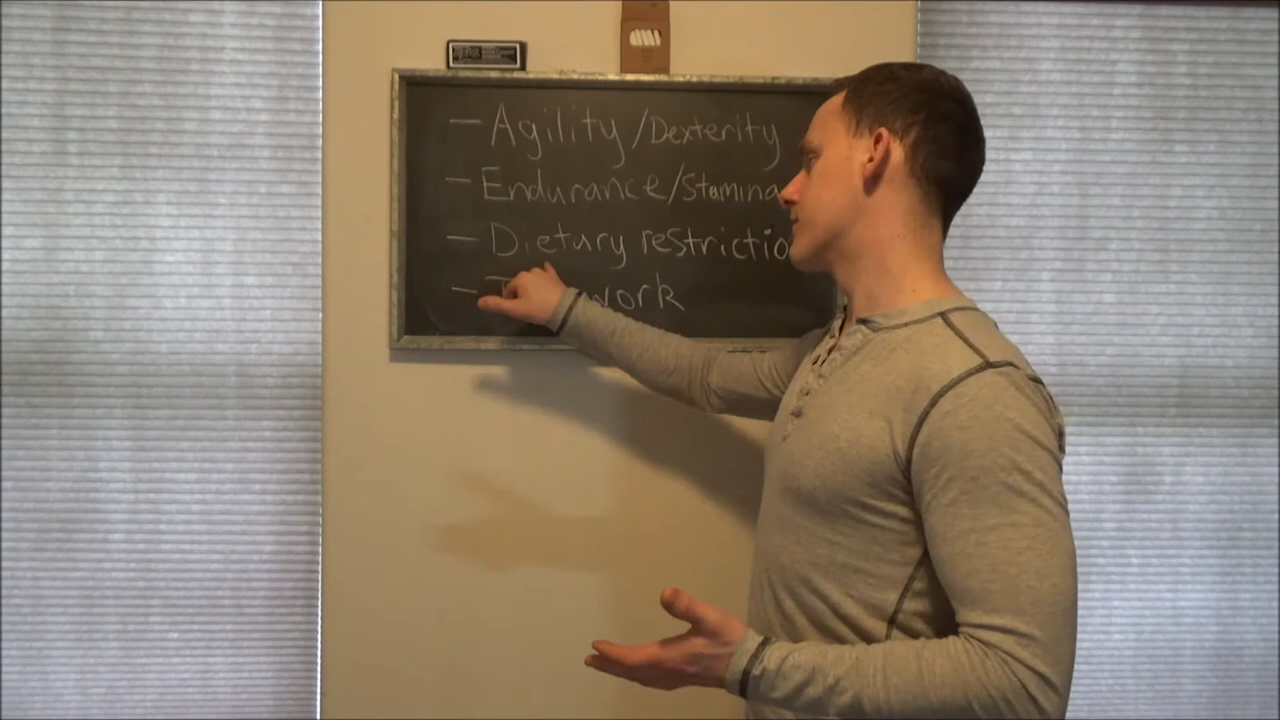 - Agility/Dexterity
- Endurance/Stamina
- Dietary restrictio
- T work